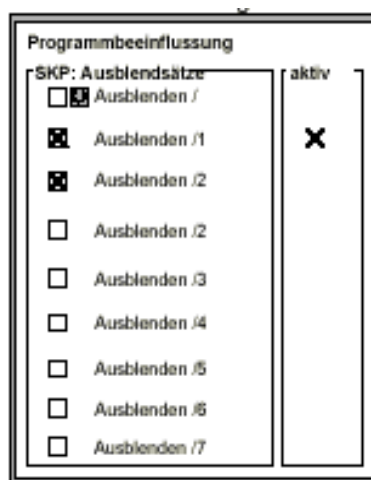 Programmbeeinflussung
SKP: Ausblendsätze aktiv
Ausblenden /
Ausblenden /1
Ausblenden /2
Ausblenden /2
Ausblenden /3
Ausblenden /4
Ausblenden /5
Ausblenden /6
Ausblenden /7